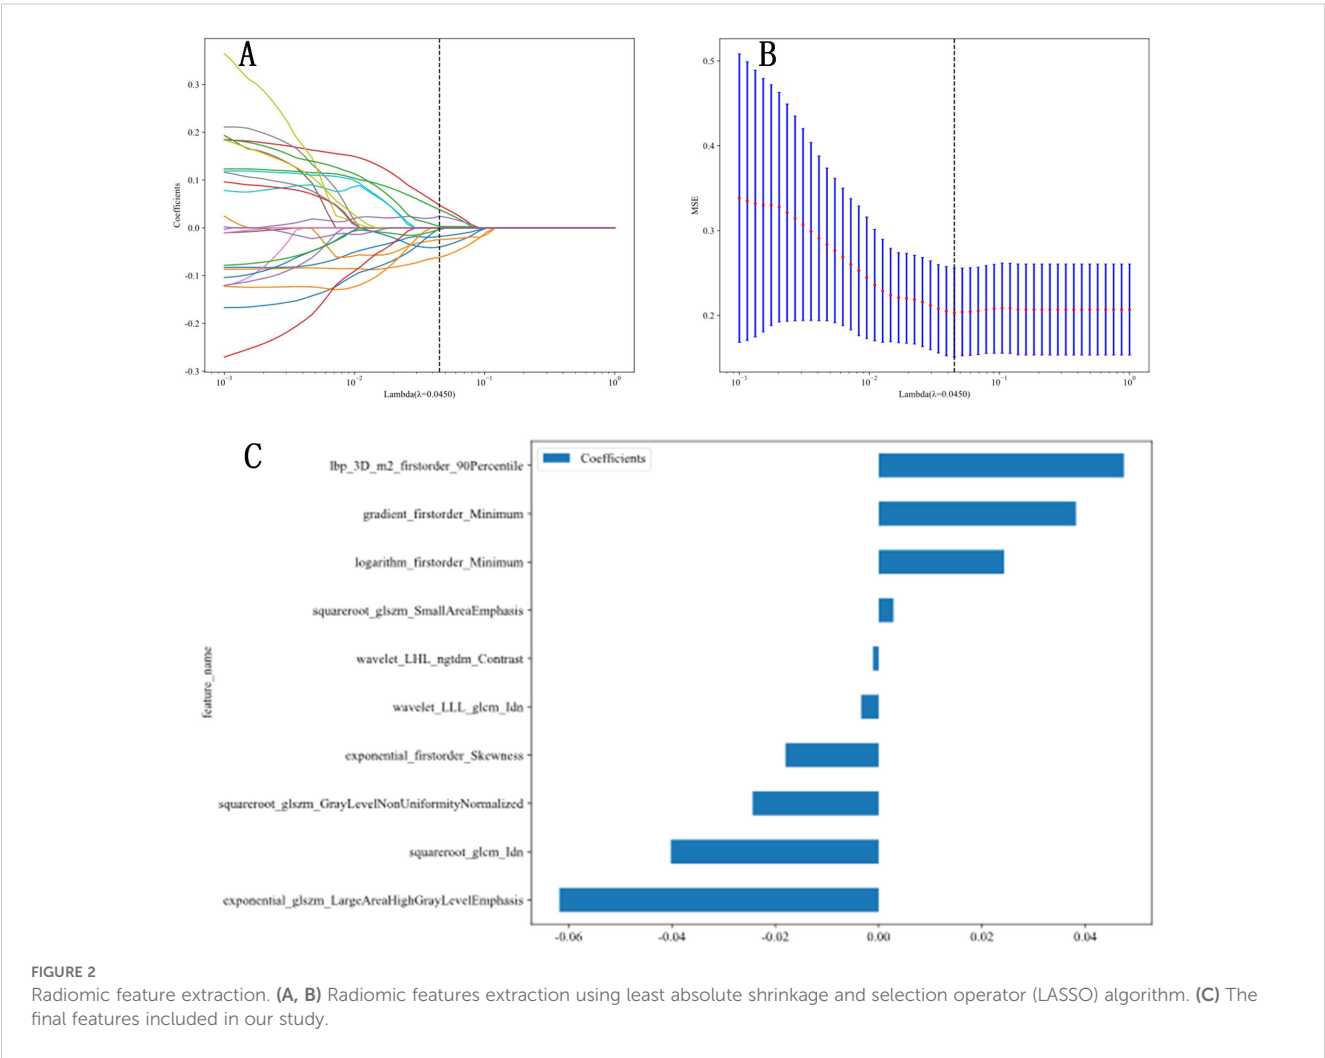 A
Coefficients
0.3
0.2
0.1
0.0
-0.1
-0.2
-0.3
10⁻³
10⁻²
10⁻¹
10⁰
Lambda(λ=0.0450)
B
MSE
0.5
0.4
0.3
0.2
10⁻³
10⁻²
10⁻¹
10⁰
Lambda(λ=0.0450)
C
Coefficients
feature_name
lbp_3D_m2_firstorder_90Percentile
gradient_firstorder_Minimum
logarithm_firstorder_Minimum
squareroot_glszm_SmallAreaEmphasis
wavelet_LHL_ngtdm_Contrast
wavelet_LLL_glcm_Idn
exponential_firstorder_Skewness
squareroot_glszm_GrayLevelNonUniformityNormalized
squareroot_glcm_Idn
exponential_glszm_LargeAreaHighGrayLevelEmphasis
-0.06
-0.04
-0.02
0.00
0.02
0.04
FIGURE 2
Radiomic feature extraction. (A, B) Radiomic features extraction using least absolute shrinkage and selection operator (LASSO) algorithm. (C) The
final features included in our study.